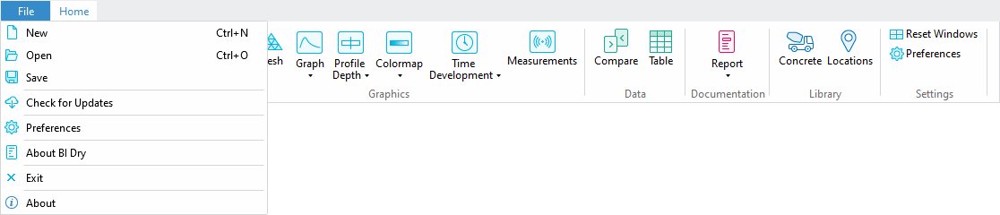 File Home
New Ctrl+N
Open Ctrl+O
Save
Check for Updates
Preferences
About BI Dry
Exit
About
Graph
Profile
Depth
Colormap
Time
Development
Measurements
Graphics
Compare
Table
Data
Report
Documentation
Concrete
Locations
Library
Reset Windows
Preferences
Settings